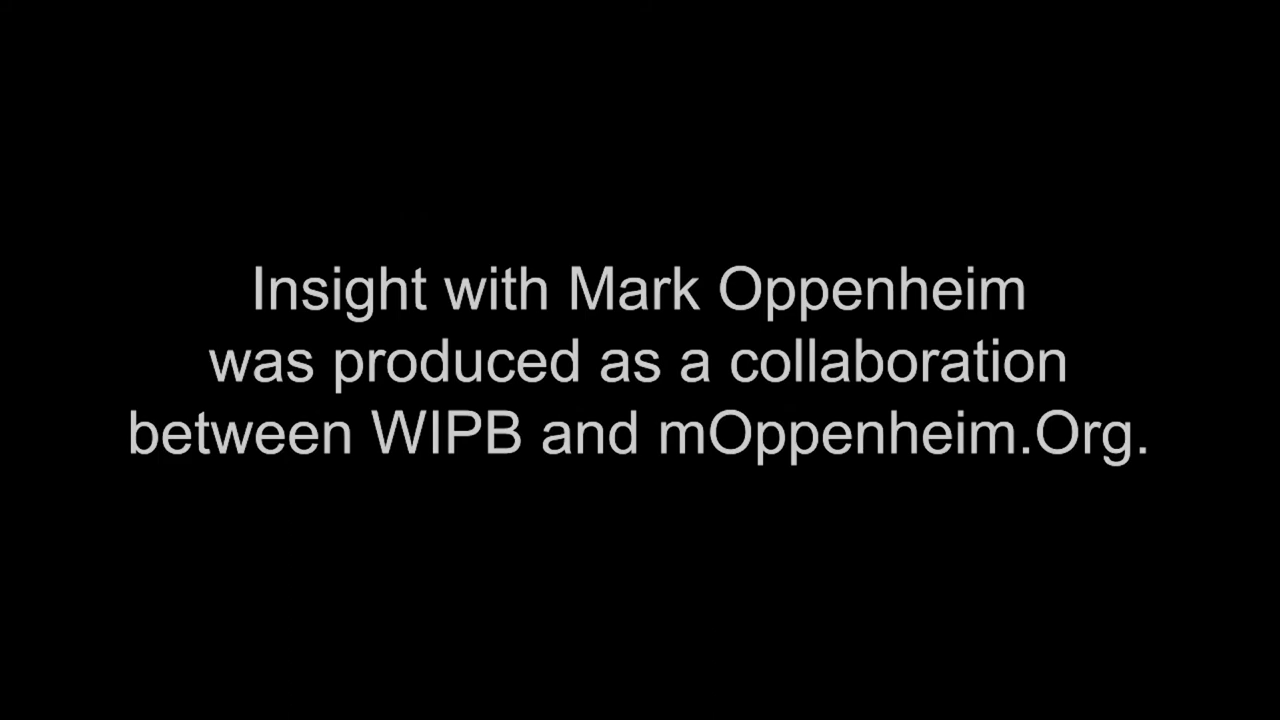 Insight with Mark Oppenheim
was produced as a collaboration
between WIPB and mOppenheim.Org.